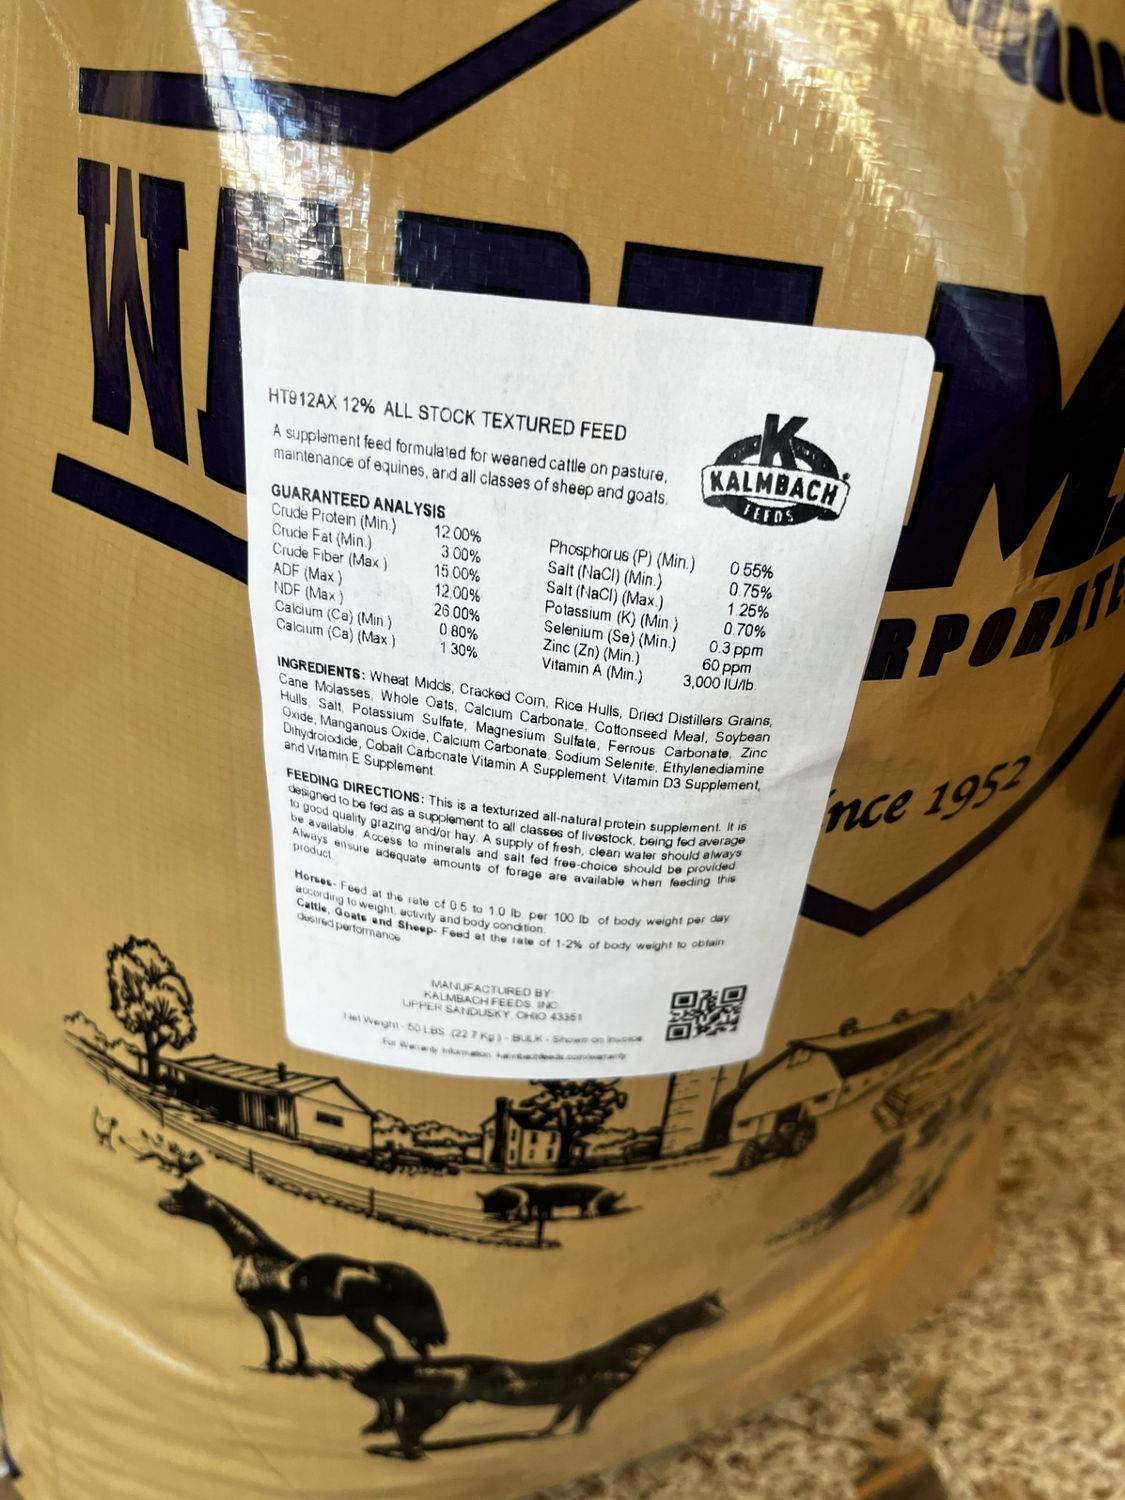 HT912AX 12% ALL STOCK TEXTURED FEED
A supplement feed formulated for weaned cattle on pasture,
maintenance of equines, and all classes of sheep and goats.
K
KALMBACH
FEEDS
GUARANTEED ANALYSIS
Crude Protein (Min.) 12.00%
Crude Fat (Min.) 3.00%
Crude Fiber (Max.) 15.00%
ADF (Max.) 12.00%
NDF (Max.) 26.00%
Calcium (Ca) (Min.) 0.80%
Calcium (Ca) (Max.) 1.30%
Phosphorus (P) (Min.) 0.55%
Salt (NaCl) (Min.) 0.75%
Salt (NaCl) (Max.) 1.25%
Potassium (K) (Min.) 0.70%
Selenium (Se) (Min.) 0.3 ppm
Zinc (Zn) (Min.) 60 ppm
Vitamin A (Min.) 3,000 IU/lb.
INGREDIENTS: Wheat Midds, Cracked Corn, Rice Hulls, Dried Distillers Grains,
Cane Molasses, Whole Oats, Calcium Carbonate, Cottonseed Meal, Soybean
Hulls, Salt, Potassium Sulfate, Magnesium Sulfate, Ferrous Carbonate, Zinc
Oxide, Manganous Oxide, Calcium Carbonate, Sodium Selenite, Ethylenediamine
Dihydroiodide, Cobalt Carbonate Vitamin A Supplement, Vitamin D3 Supplement,
and Vitamin E Supplement.
FEEDING DIRECTIONS: This is a texturized all-natural protein supplement. It is
designed to be fed as a supplement to all classes of livestock, being fed average
to good quality grazing and/or hay. A supply of fresh, clean water should always
be available. Access to minerals and salt fed free-choice should be provided.
Always ensure adequate amounts of forage are available when feeding this
product.
Horses- Feed at the rate of 0.5 to 1.0 lb. per 100 lb. of body weight per day
according to weight, activity and body condition.
Cattle, Goats and Sheep- Feed at the rate of 1-2% of body weight to obtain
desired performance.
MANUFACTURED BY:
KALMBACH FEEDS, INC.
UPPER SANDUSKY, OHIO 43351
Net Weight - 50 LBS. (22.7 Kg.) - BULK - Shown on Invoice
For Warranty Information: kalmbachfeeds.com/warranty
RPORATE
nce 1952